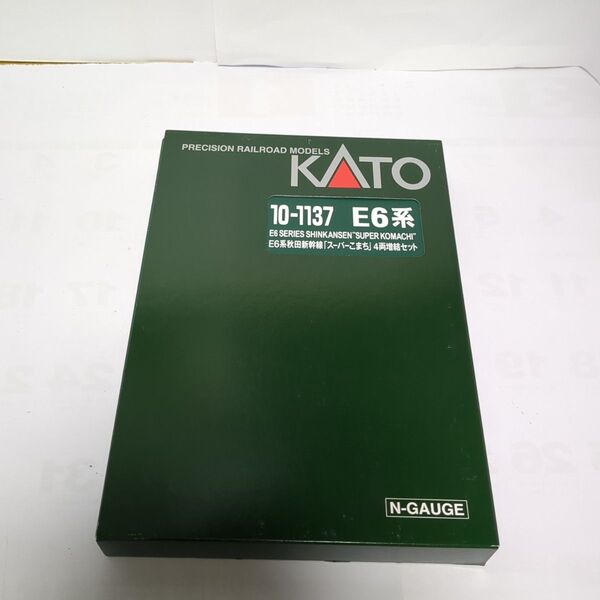 PRECISION RAILROAD MODELS
KATO
10-1137 E6系
E6 SERIES SHINKANSEN "SUPER KOMACHI"
E6系秋田新幹線「スーパーこまち」4両増結セット
N-GAUGE